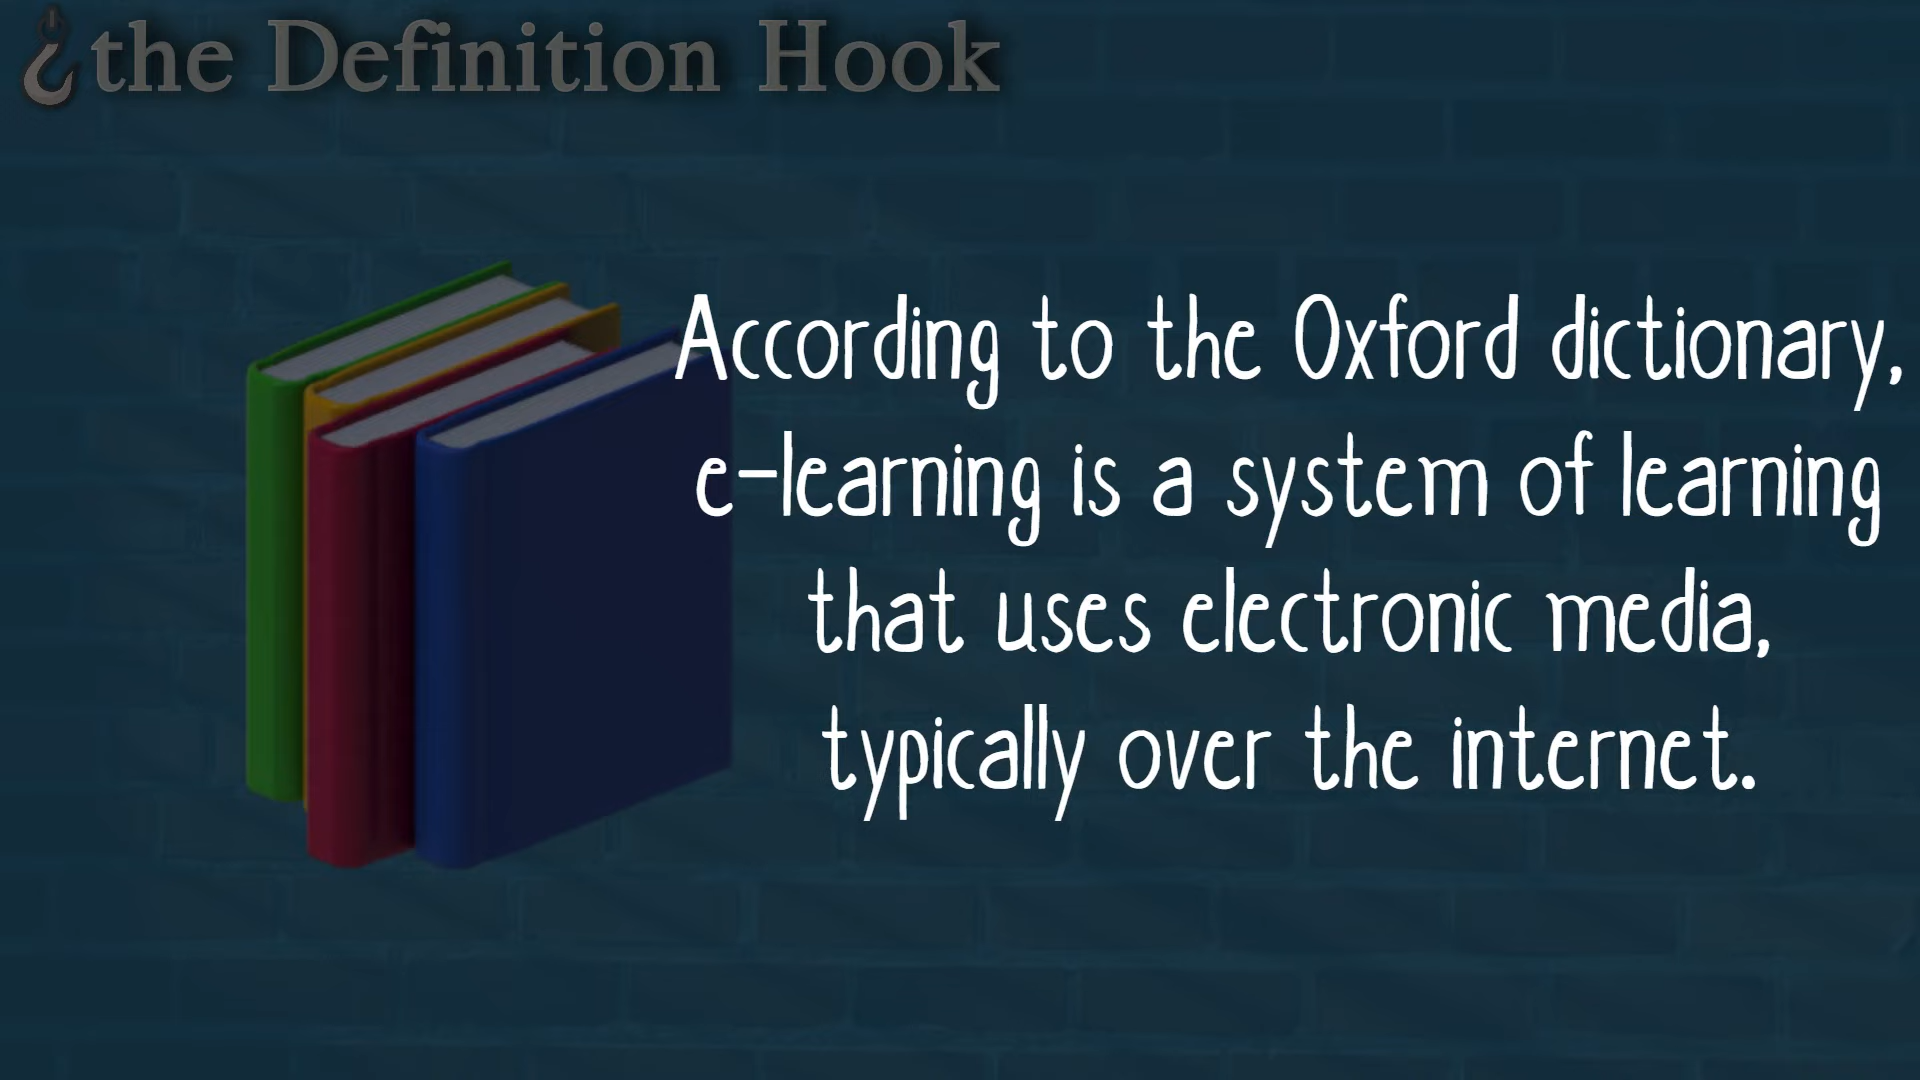 the Definition Hook
According to the Oxford dictionary,
e-learning is a system of learning
that uses electronic media,
typically over the internet.